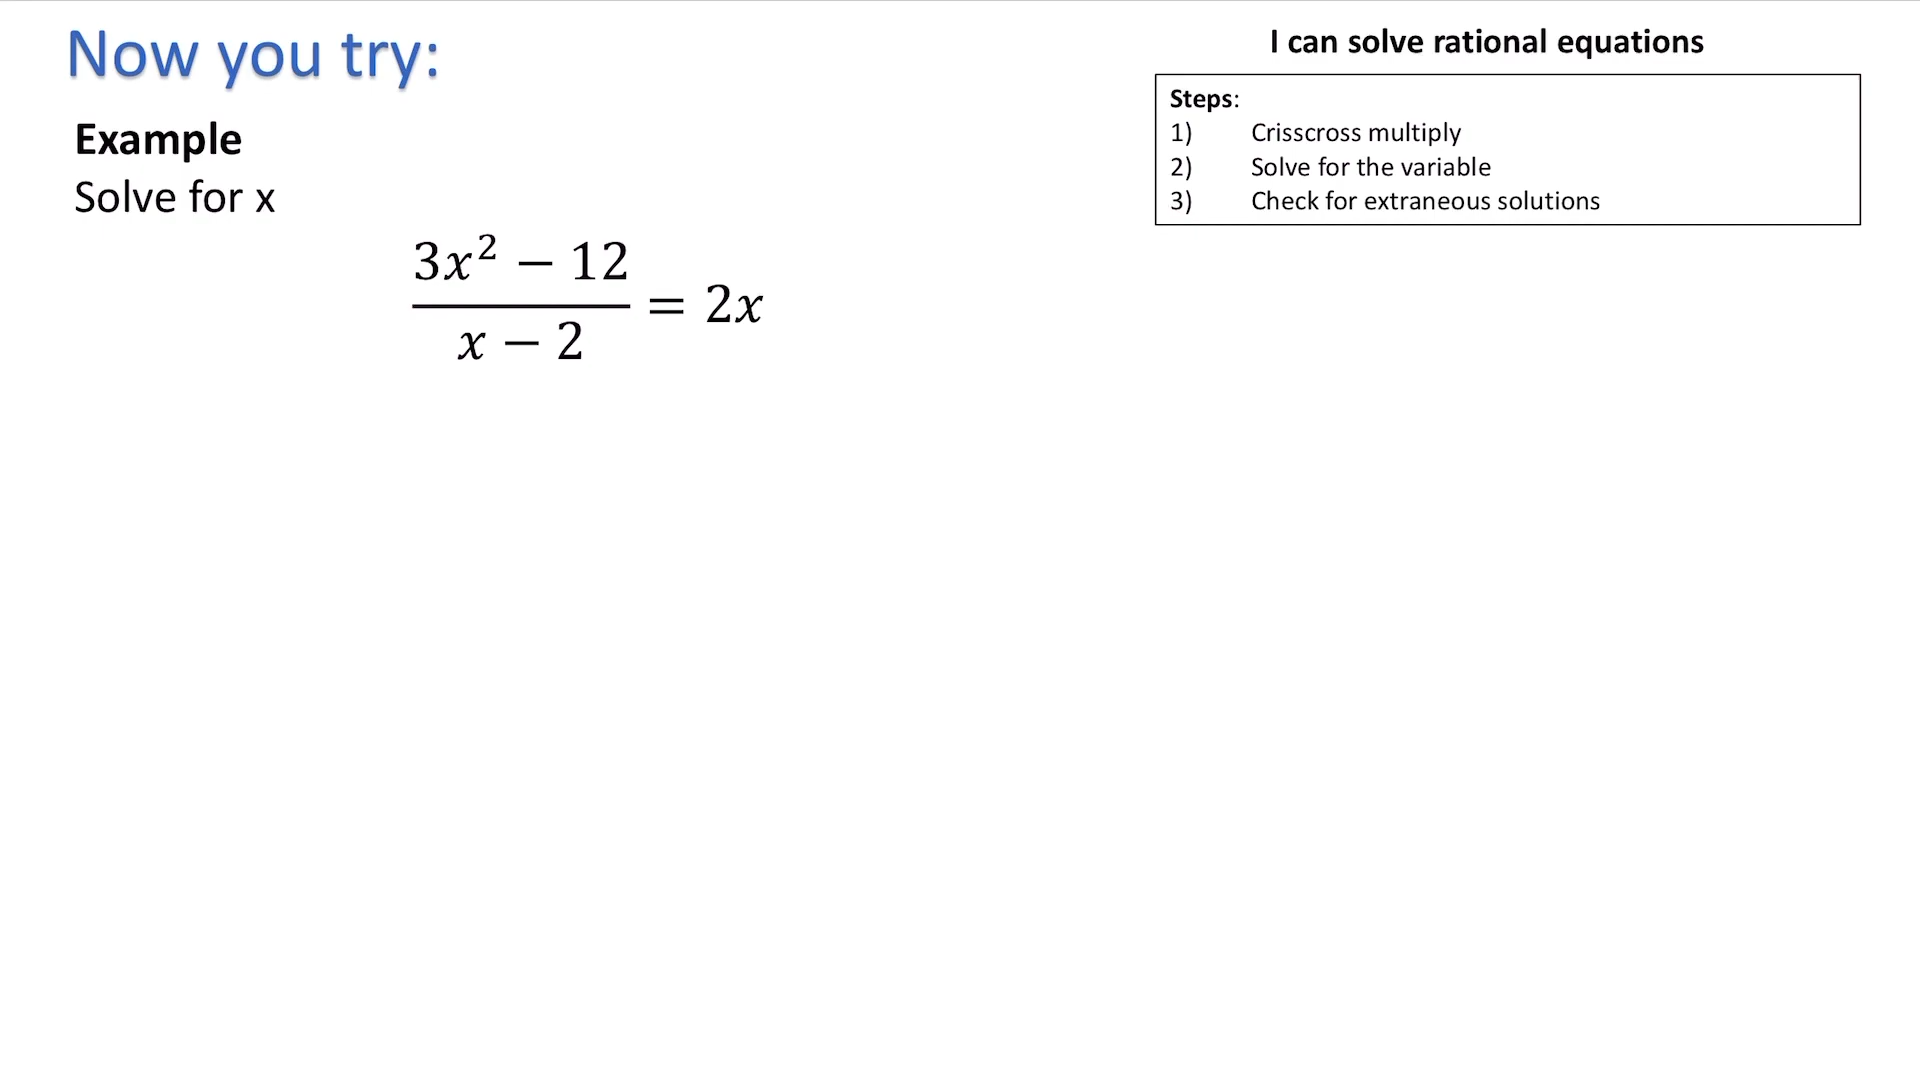 Now you try:
I can solve rational equations
Steps:
1) Crisscross multiply
2) Solve for the variable
3) Check for extraneous solutions
Example
Solve for x
3x² − 12
x − 2
= 2x